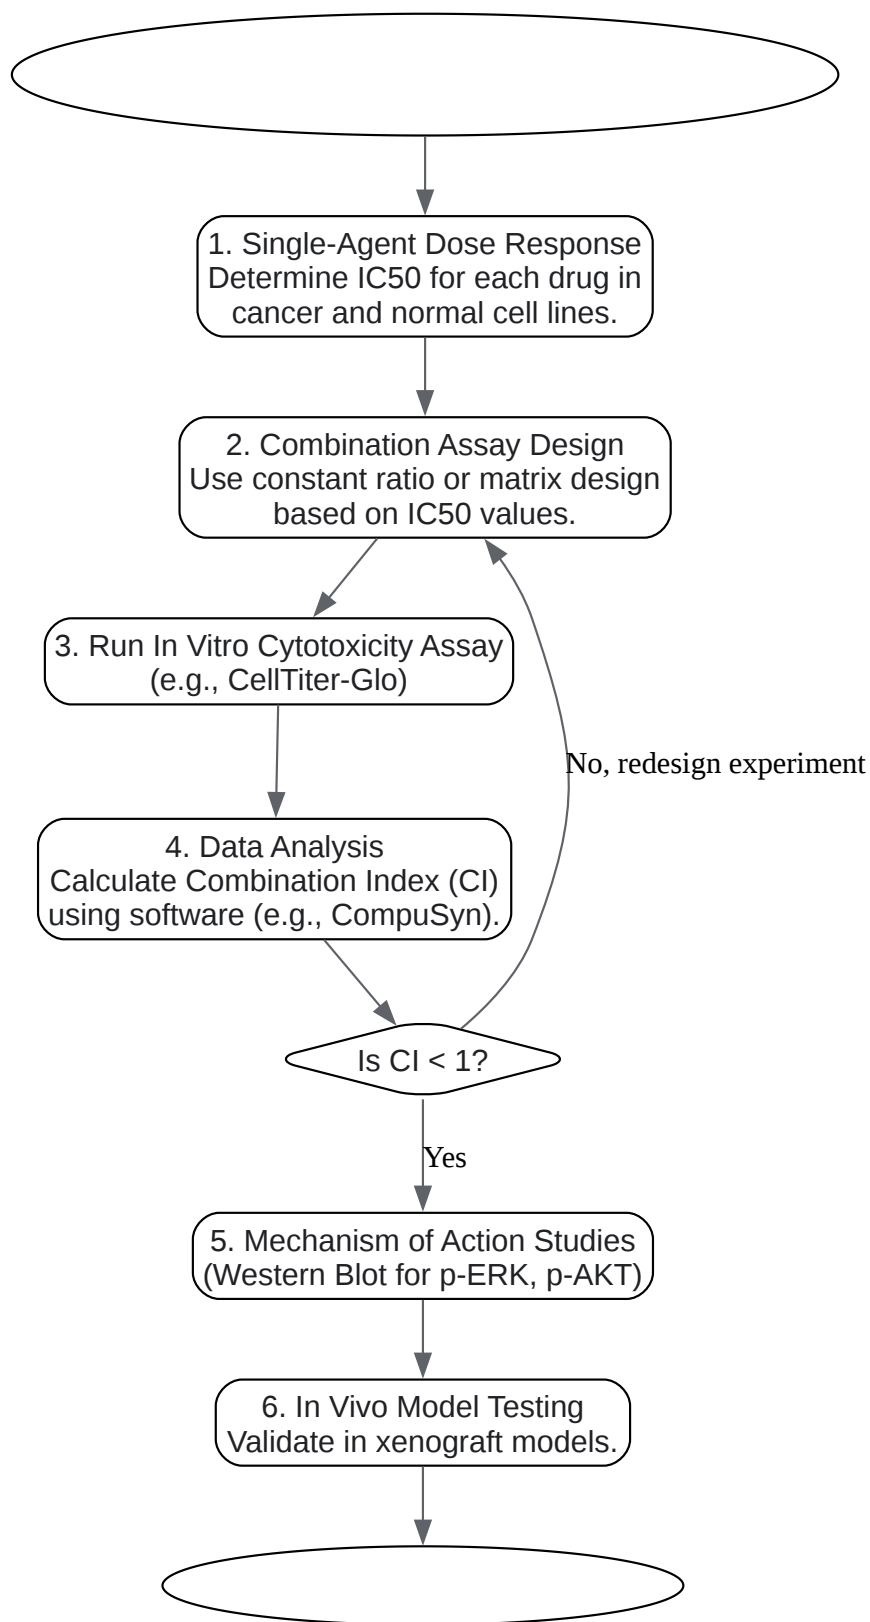 1. Single-Agent Dose Response
Determine IC50 for each drug in
cancer and normal cell lines.
2. Combination Assay Design
Use constant ratio or matrix design
based on IC50 values.
3. Run In Vitro Cytotoxicity Assay
(e.g., CellTiter-Glo)
No, redesign experiment
4. Data Analysis
Calculate Combination Index (CI)
using software (e.g., CompuSyn).
Is CI < 1?
Yes
5. Mechanism of Action Studies
(Western Blot for p-ERK, p-AKT)
6. In Vivo Model Testing
Validate in xenograft models.